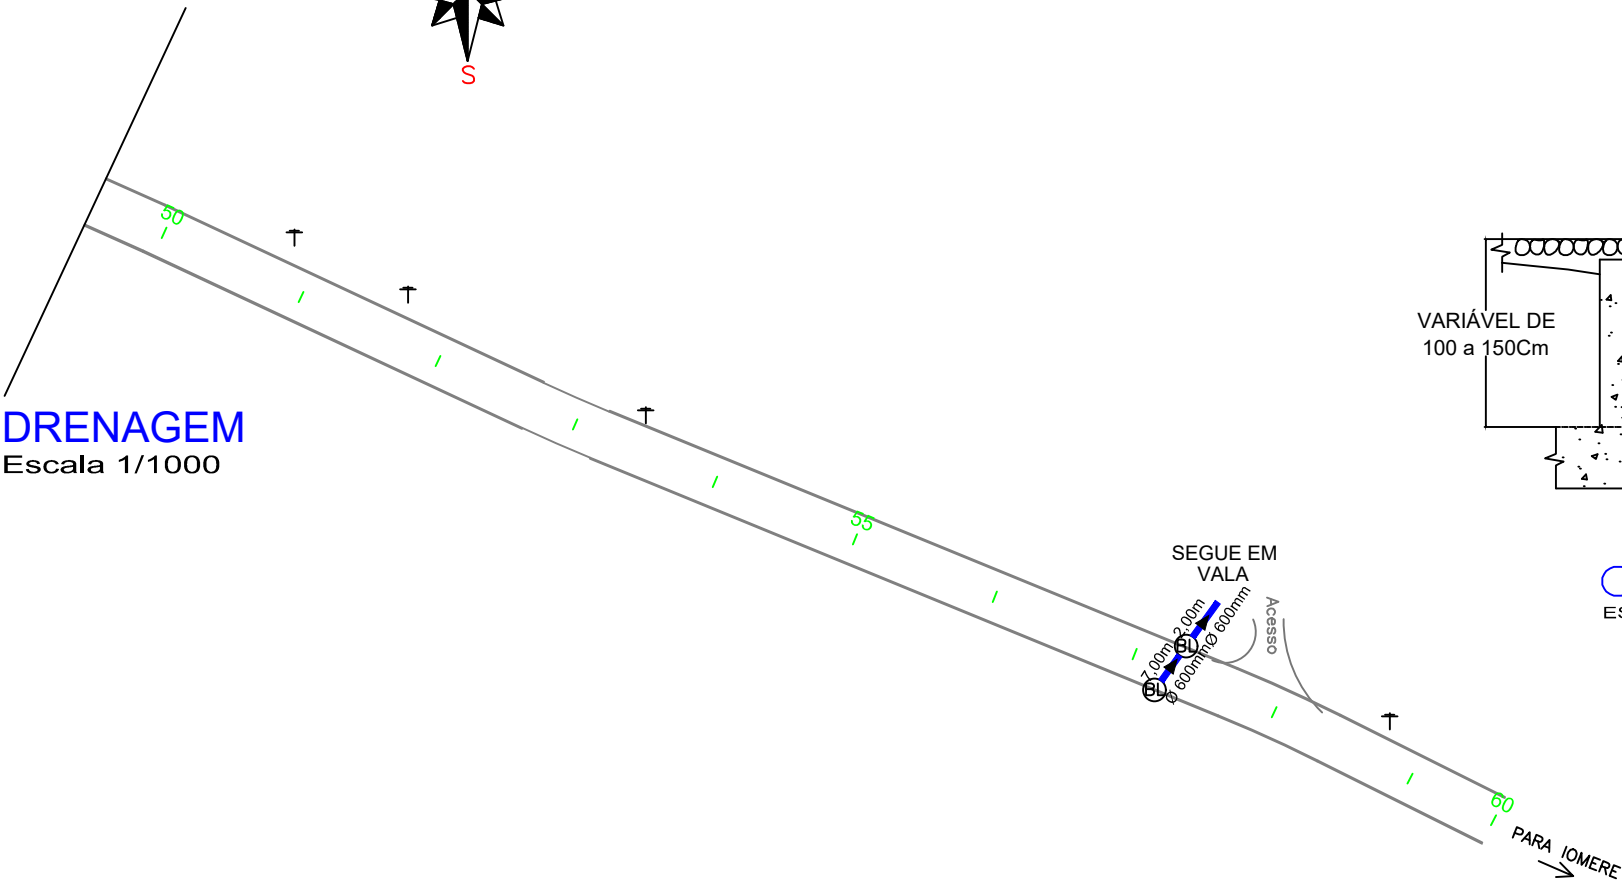 S
50
DRENAGEM
Escala 1/1000
VARIÁVEL DE
100 a 150Cm
55
SEGUE EM
VALA
2,00m
Ø 600mm
7,00m
Ø 600mm
BL
BL
Acesso
60
PARA IOMERE